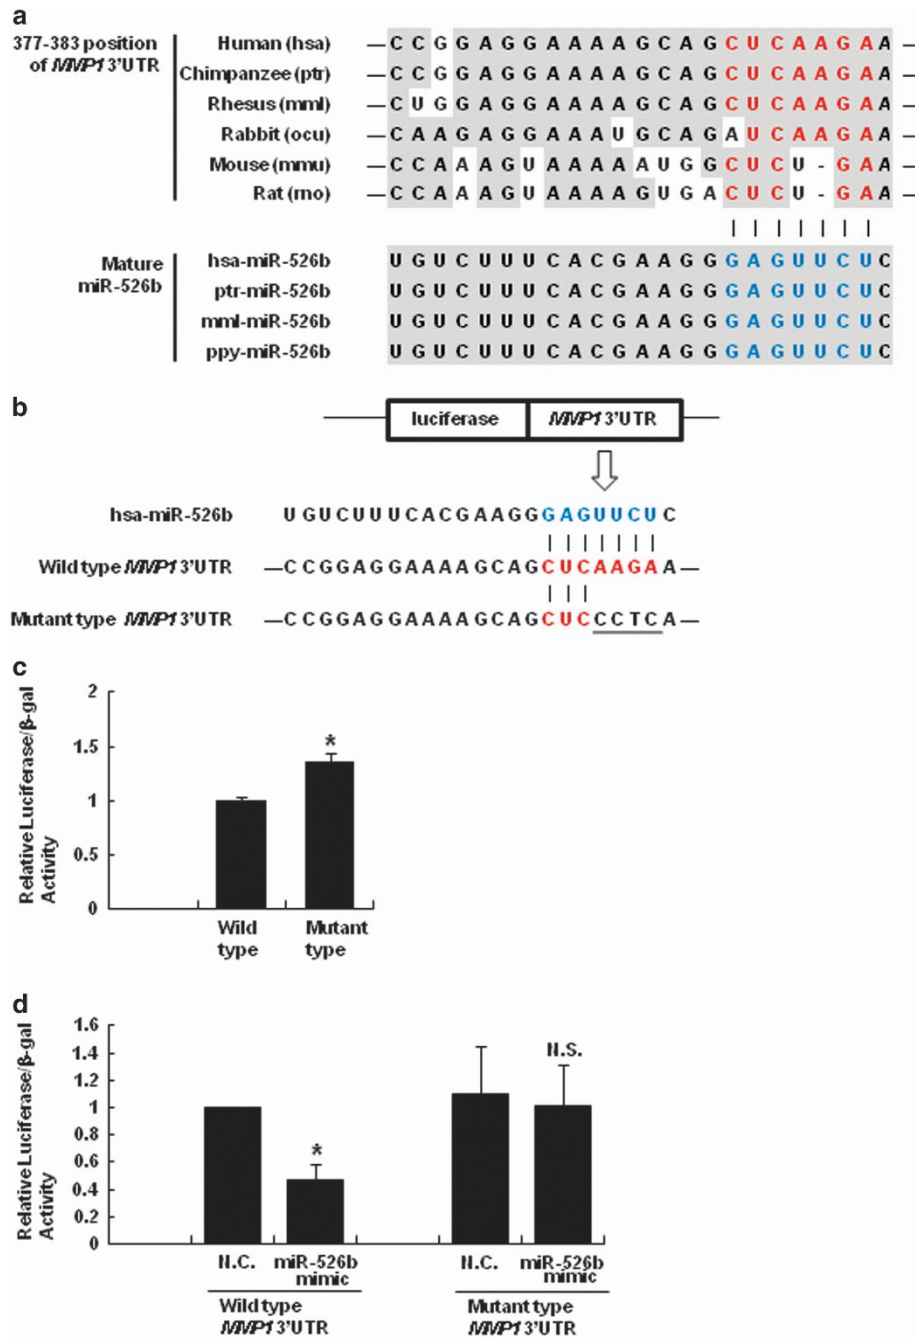 a
377-383 position
of MMP1 3'UTR
Human (hsa) —CCGGAGGAAAAGCAGCUCAAGAA—
Chimpanzee (ptr) —CCGGAGGAAAAGCAGCUCAAGAA—
Rhesus (mml) —CUGGAGGAAAAGCAGCUCAAGAA—
Rabbit (ocu) —CAAGAGGAAAUGCAGAUCAAGAA—
Mouse (mmu) —CCAAAGUAAAAAUGGCUCU-GAA—
Rat (rno) —CCAAAGUAAAAGUGACUCU-GAA—
Mature
miR-526b
hsa-miR-526b UGUCUUUCACGAAGGGAGUUCUC
ptr-miR-526b UGUCUUUCACGAAGGGAGUUCUC
mml-miR-526b UGUCUUUCACGAAGGGAGUUCUC
ppy-miR-526b UGUCUUUCACGAAGGGAGUUCUC
b
luciferase MMP1 3'UTR
hsa-miR-526b UGUCUUUCACGAAGGGAGUUCUC
Wild type MMP1 3'UTR —CCGGAGGAAAAGCAGCUCAAGAA—
Mutant type MMP1 3'UTR —CCGGAGGAAAAGCAGCUCCCTCA—
c
Relative Luciferase/β-gal
Activity
2
1.5
1
0.5
0
*
Wild
type
Mutant
type
d
Relative Luciferase/β-gal
Activity
1.6
1.4
1.2
1
0.8
0.6
0.4
0.2
0
*
N.S.
N.C.
miR-526b
mimic
N.C.
miR-526b
mimic
Wild type
MMP1 3'UTR
Mutant type
MMP1 3'UTR